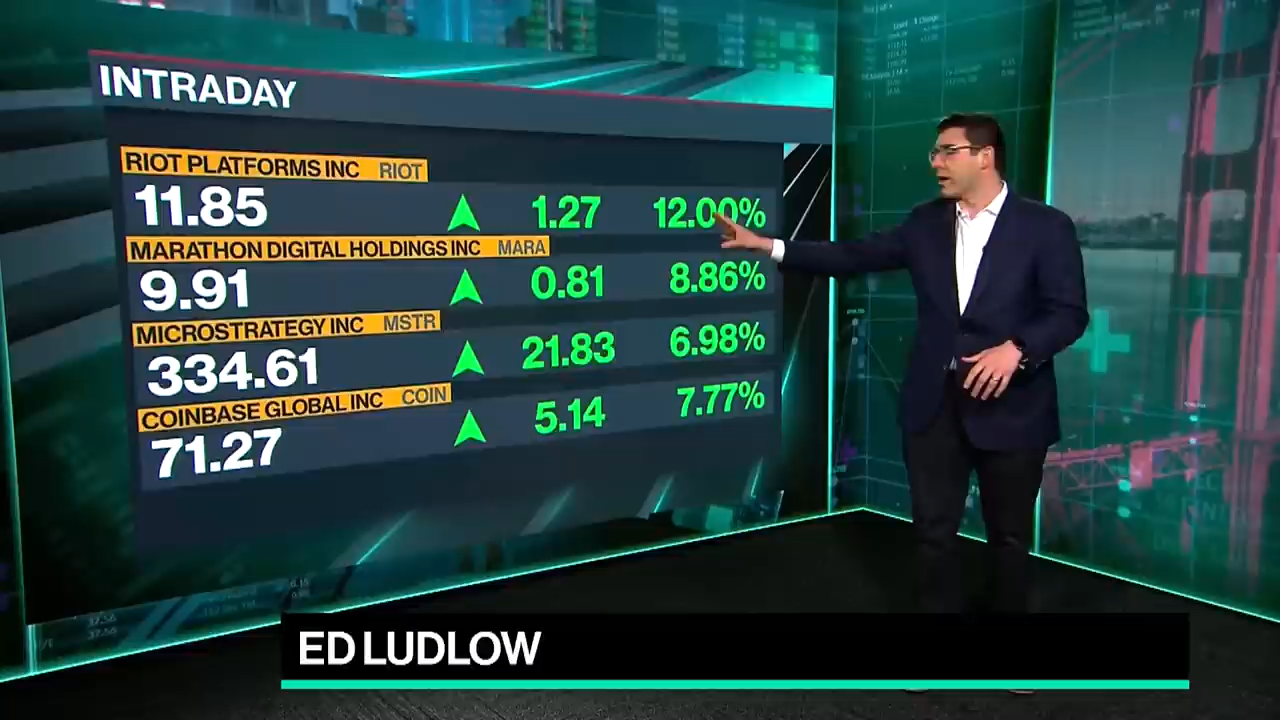 INTRADAY
RIOT PLATFORMS INC RIOT
11.85 1.27 12.00%
MARATHON DIGITAL HOLDINGS INC MARA
9.91 0.81 8.86%
MICROSTRATEGY INC MSTR
334.61 21.83 6.98%
COINBASE GLOBAL INC COIN
71.27 5.14 7.77%
37.56
ED LUDLOW